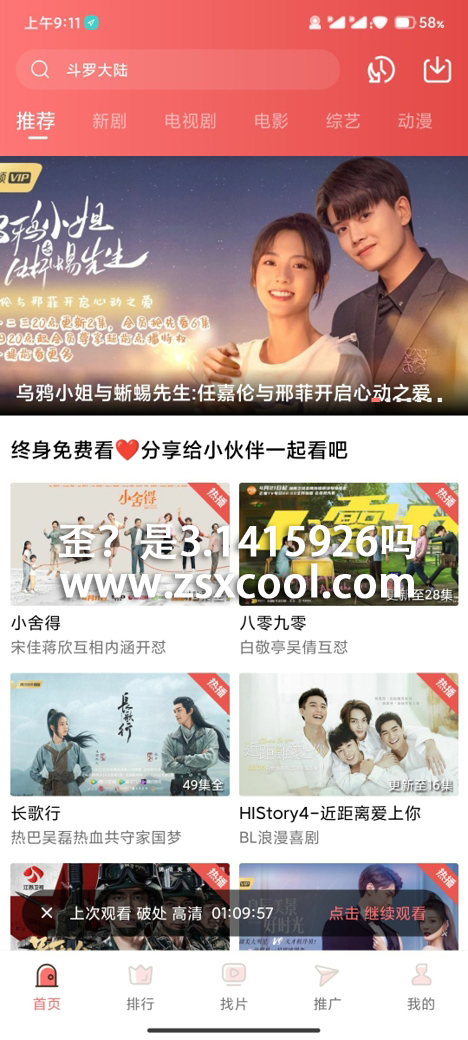 上午9:11
58%
斗罗大陆
推荐 新剧 电视剧 电影 综艺 动漫
VIP
乌鸦小姐与蜥蜴先生:任嘉伦与邢菲开启心动之爱
终身免费看❤️分享给小伙伴一起看吧
热播
小舍得
热播
歪？是3.1415926吗
www.zsxcool.com
更新至28集
小舍得
八零九零
宋佳蒋欣互相内涵开怼
白敬亭吴倩互怼
热播
长歌行
49集全
热播
近距离爱上你
更新至16集
长歌行
HIStory4-近距离爱上你
热巴吴磊热血共守家国梦
BL浪漫喜剧
江苏卫视
热播
热播
上次观看 破处 高清 01:09:57
点击 继续观看
首页 排行 找片 推广 我的